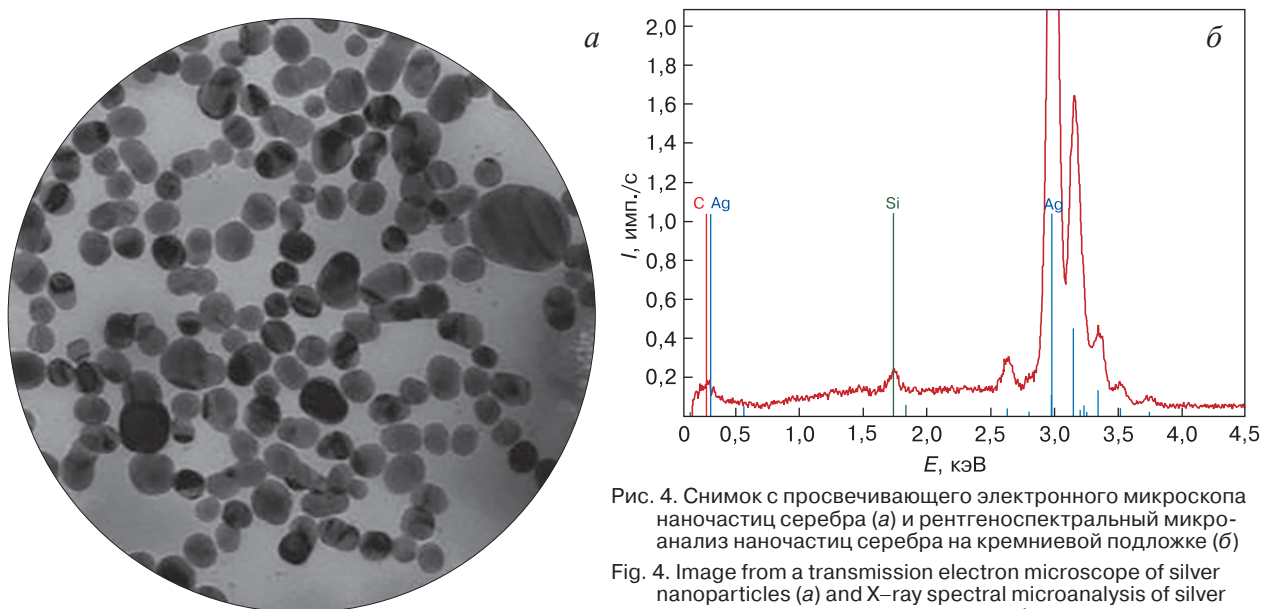 а
б
2,0
1,8
1,6
1,4
1,2
1,0
0,8
0,6
0,4
0,2
I, имп./с
C Ag
Si
Ag
0 0,5 1,0 1,5 2,0 2,5 3,0 3,5 4,0 4,5
E, кэВ
Рис. 4. Снимок с просвечивающего электронного микроскопа
наночастиц серебра (а) и рентгеноспектральный микро-
анализ наночастиц серебра на кремниевой подложке (б)
Fig. 4. Image from a transmission electron microscope of silver
nanoparticles (a) and X–ray spectral microanalysis of silver